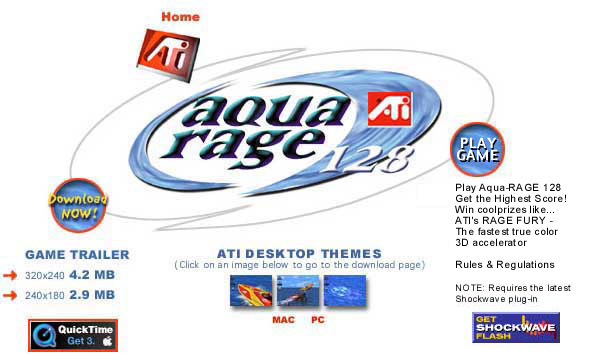 Home
ATi
aqua
rage
128
ATi
PLAY
GAME
Download
NOW!
Play Aqua-RAGE 128
Get the Highest Score!
Win coolprizes like...
ATI's RAGE FURY -
The fastest true color
3D accelerator
Rules & Regulations
NOTE: Requires the latest
Shockwave plug-in
GAME TRAILER
320x240 4.2 MB
240x180 2.9 MB
ATI DESKTOP THEMES
(Click on an image below to go to the download page)
MAC PC
QuickTime
Get 3.
GET
SHOCKWAVE
FLASH